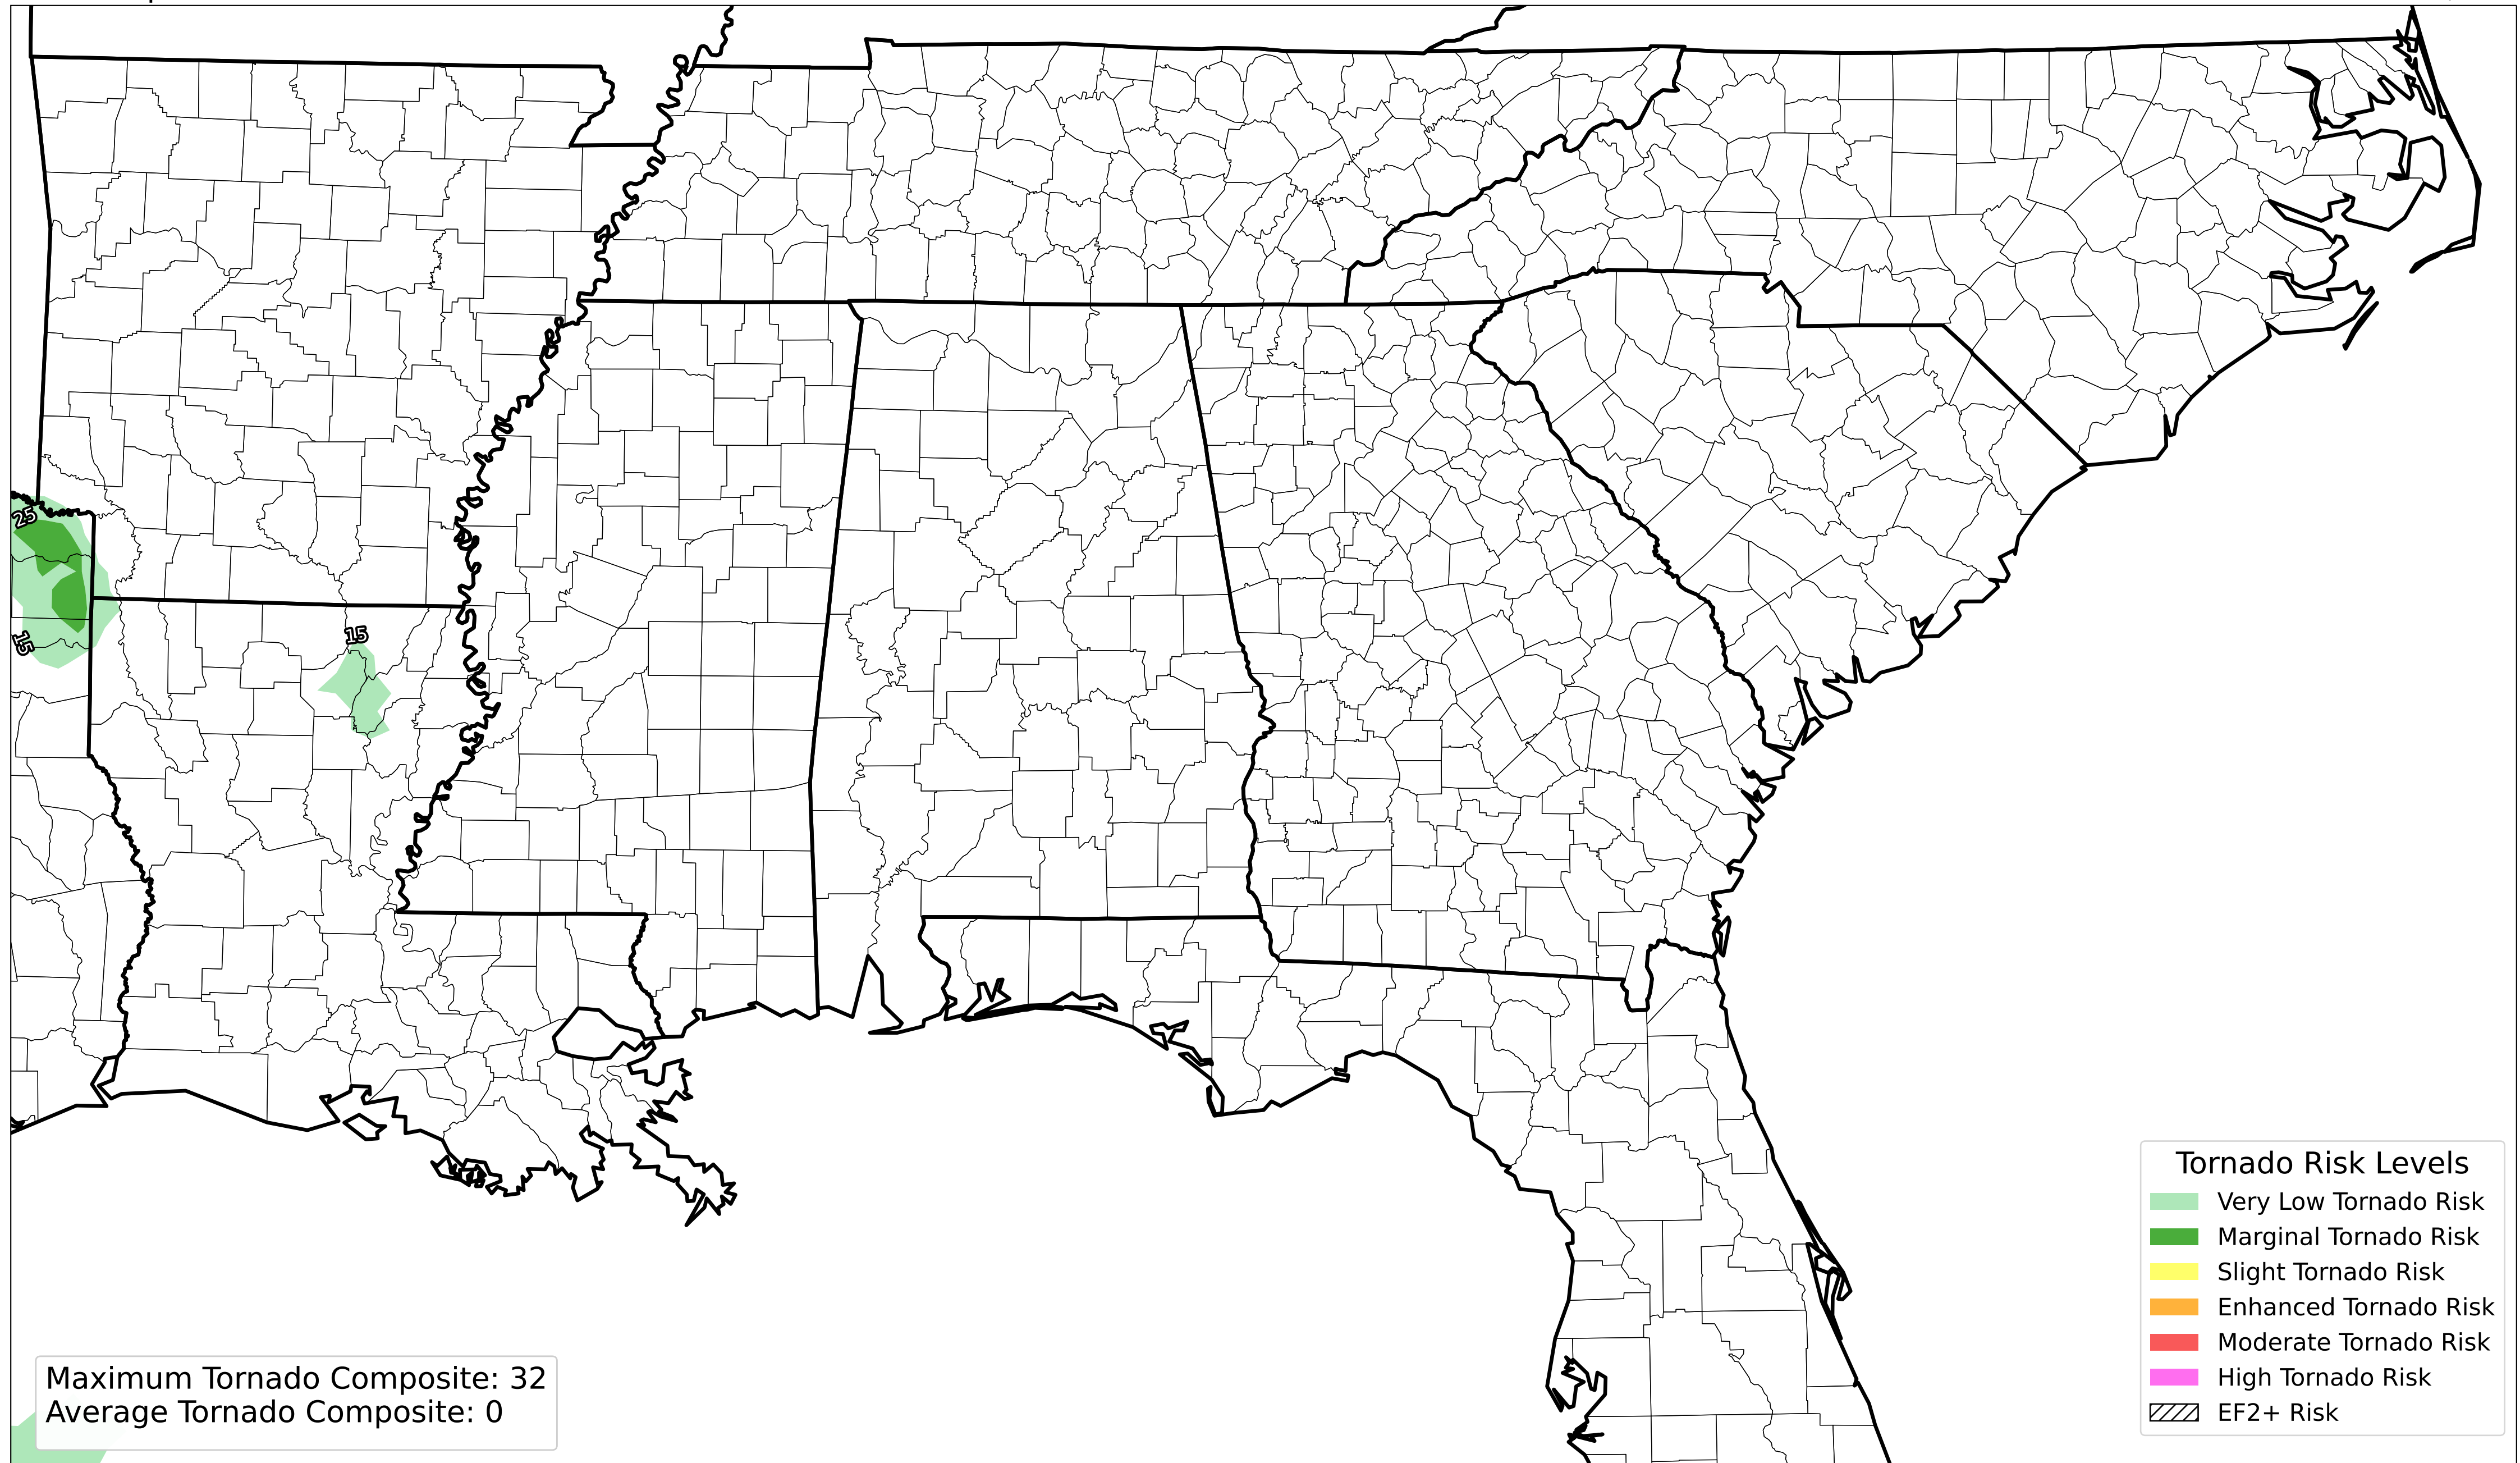 25
15
15
Maximum Tornado Composite: 32
Average Tornado Composite: 0
Tornado Risk Levels
Very Low Tornado Risk
Marginal Tornado Risk
Slight Tornado Risk
Enhanced Tornado Risk
Moderate Tornado Risk
High Tornado Risk
EF2+ Risk